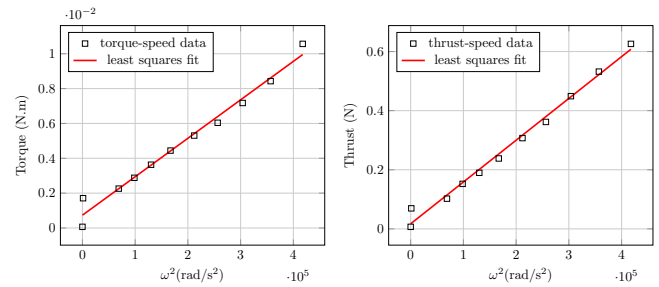 ·10⁻²
torque-speed data
least squares fit
1
0.8
0.6
0.4
0.2
0
Torque (N.m)
0 1 2 3 4
ω²(rad/s²)
·10⁵
thrust-speed data
least squares fit
0.6
0.4
0.2
0
Thrust (N)
0 1 2 3 4
ω²(rad/s²)
·10⁵